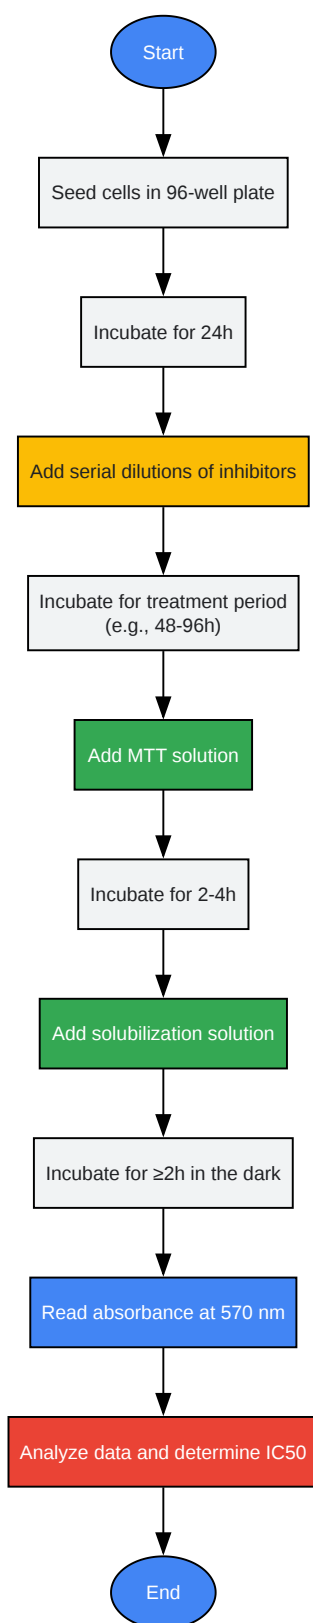 Start
Seed cells in 96-well plate
Incubate for 24h
Add serial dilutions of inhibitors
Incubate for treatment period
(e.g., 48-96h)
Add MTT solution
Incubate for 2-4h
Add solubilization solution
Incubate for ≥2h in the dark
Read absorbance at 570 nm
Analyze data and determine IC50
End